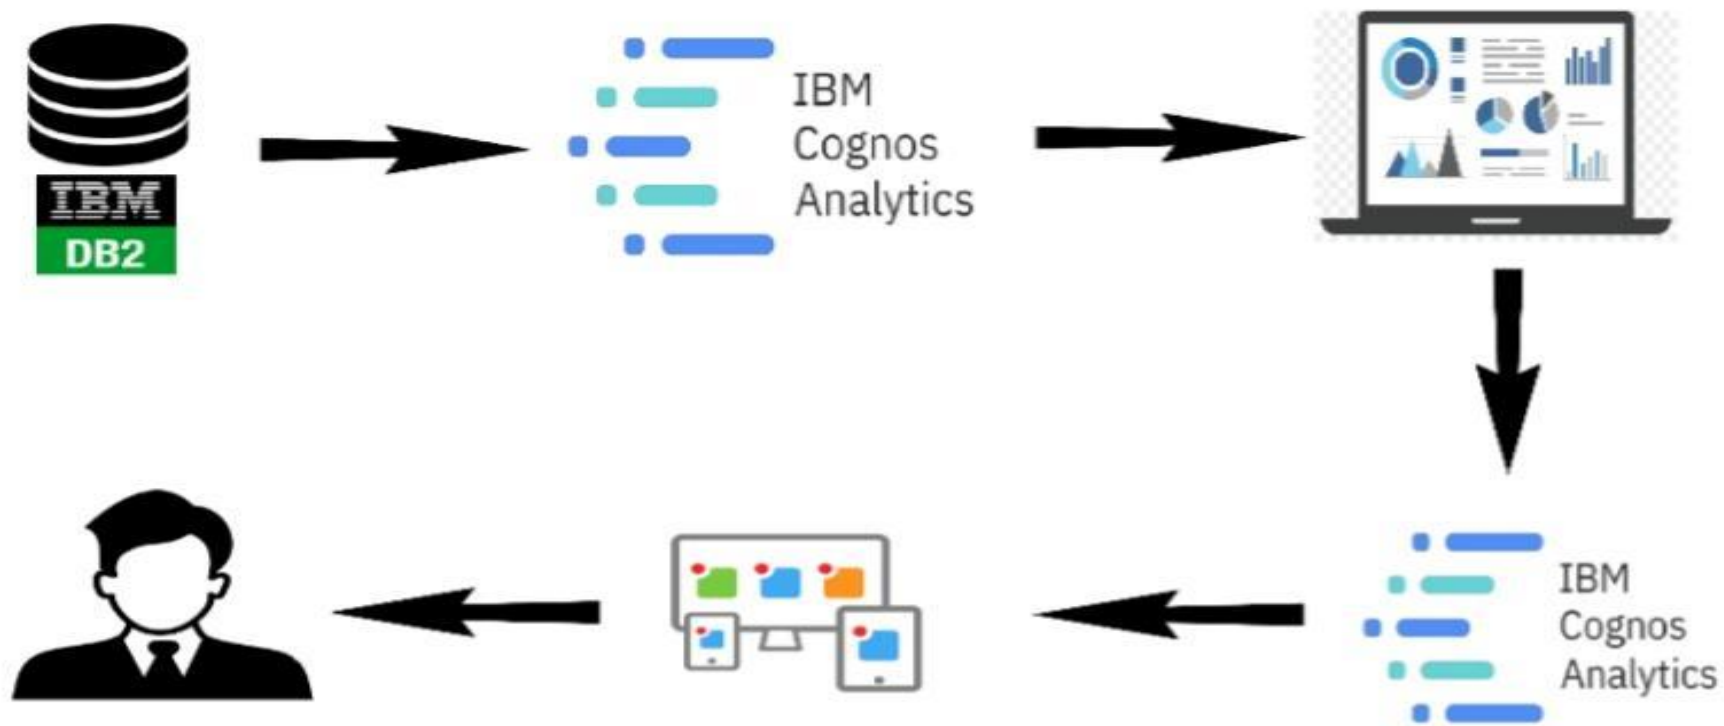 IBM
DB2
IBM
Cognos
Analytics
IBM
Cognos
Analytics